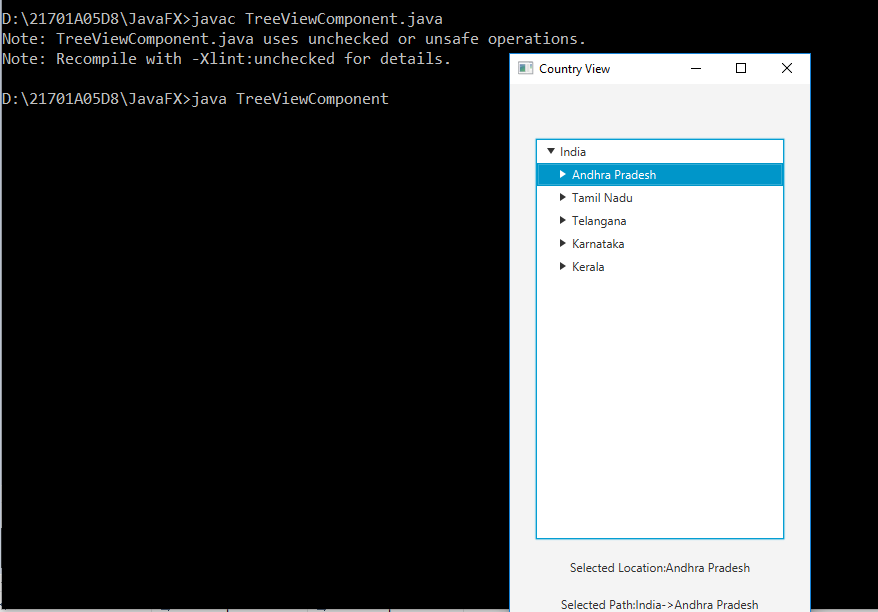 D:\21701A05D8\JavaFX>javac TreeViewComponent.java
Note: TreeViewComponent.java uses unchecked or unsafe operations.
Note: Recompile with -Xlint:unchecked for details.
D:\21701A05D8\JavaFX>java TreeViewComponent
Country View
India
Andhra Pradesh
Tamil Nadu
Telangana
Karnataka
Kerala
Selected Location:Andhra Pradesh
Selected Path:India->Andhra Pradesh